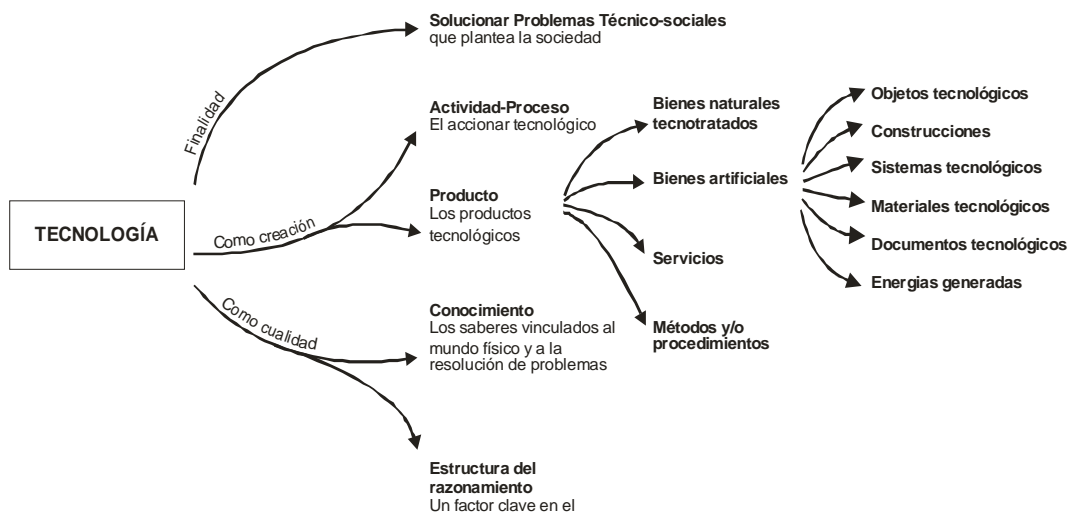 Solucionar Problemas Técnico-sociales
que plantea la sociedad
Finalidad
Actividad-Proceso
El accionar tecnológico
TECNOLOGÍA
Como creación
Producto
Los productos
tecnológicos
Bienes naturales
tecnotratados
Bienes artificiales
Servicios
Métodos y/o
procedimientos
Objetos tecnológicos
Construcciones
Sistemas tecnológicos
Materiales tecnológicos
Documentos tecnológicos
Energias generadas
Como cualidad
Conocimiento
Los saberes vinculados al
mundo físico y a la
resolución de problemas
Estructura del
razonamiento
Un factor clave en el